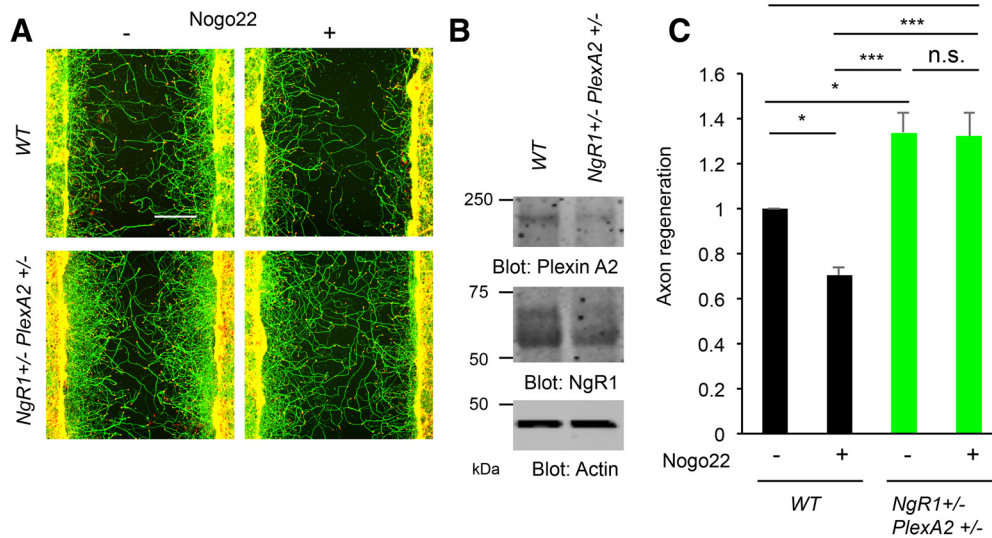 A
Nogo22
- +
WT
NgR1+/- PlexA2 +/-
B
WT
NgR1+/- PlexA2 +/-
250
Blot: Plexin A2
75
50
Blot: NgR1
50
kDa
Blot: Actin
C
***
*** n.s.
*
*
1.6
1.4
1.2
1
0.8
0.6
0.4
0.2
0
Axon regeneration
Nogo22 - + - +
WT
NgR1+/-
PlexA2 +/-